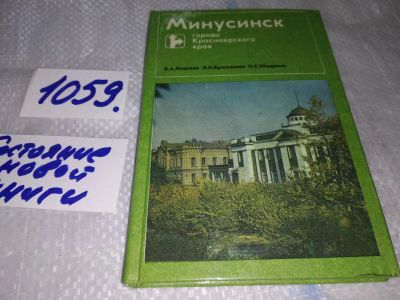 Минусинск
города
Красноярского
края
1059.
Состояние
новой
книги